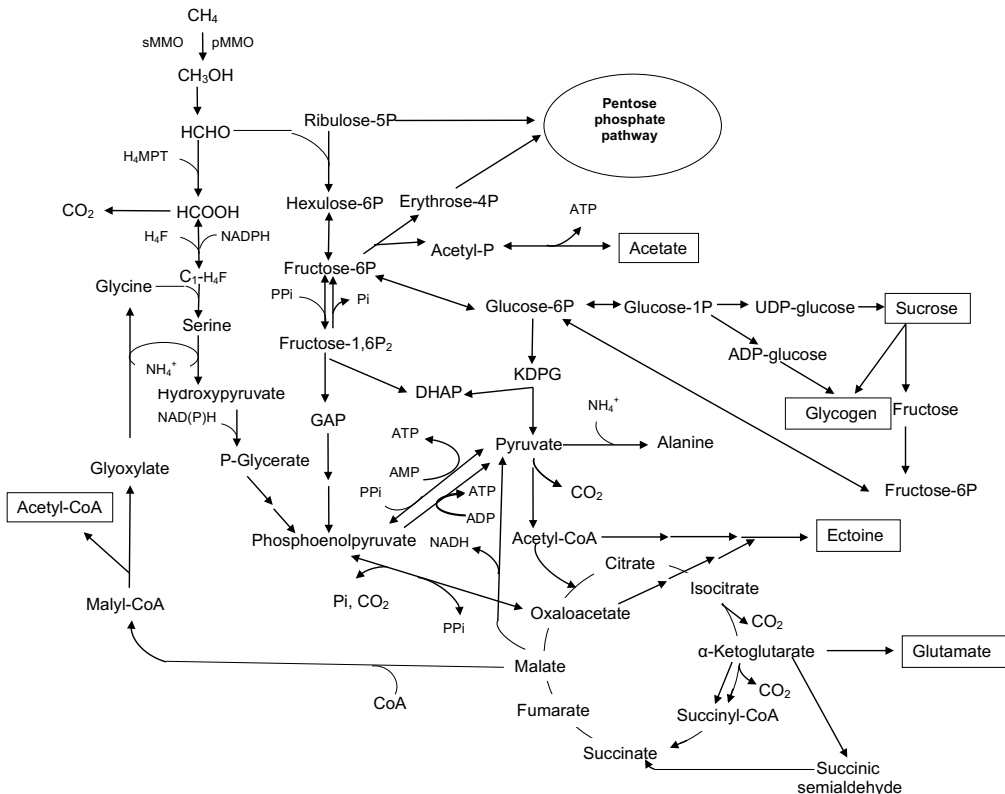 CH₄
sMMO pMMO
CH₃OH
HCHO
Ribulose-5P
Pentose
phosphate
pathway
H₄MPT
CO₂
HCOOH
Hexulose-6P
Erythrose-4P
ATP
H₄F
NADPH
Acetyl-P
Acetate
Glycine
C₁-H₄F
Fructose-6P
PPi
Pi
Glucose-6P
Glucose-1P
UDP-glucose
Sucrose
Serine
Fructose-1,6P₂
ADP-glucose
NH₄⁺
KDPG
Hydroxypyruvate
DHAP
Glycogen
Fructose
NAD(P)H
GAP
NH₄⁺
ATP
Pyruvate
Alanine
P-Glycerate
Glyoxylate
AMP
PPi
ATP
CO₂
Fructose-6P
Acetyl-CoA
ADP
Phosphoenolpyruvate
NADH
Acetyl-CoA
Ectoine
Citrate
Isocitrate
Malyl-CoA
Pi, CO₂
Oxaloacetate
CO₂
PPi
α-Ketoglutarate
Glutamate
Malate
CO₂
CoA
Fumarate
Succinyl-CoA
Succinate
Succinic
semialdehyde